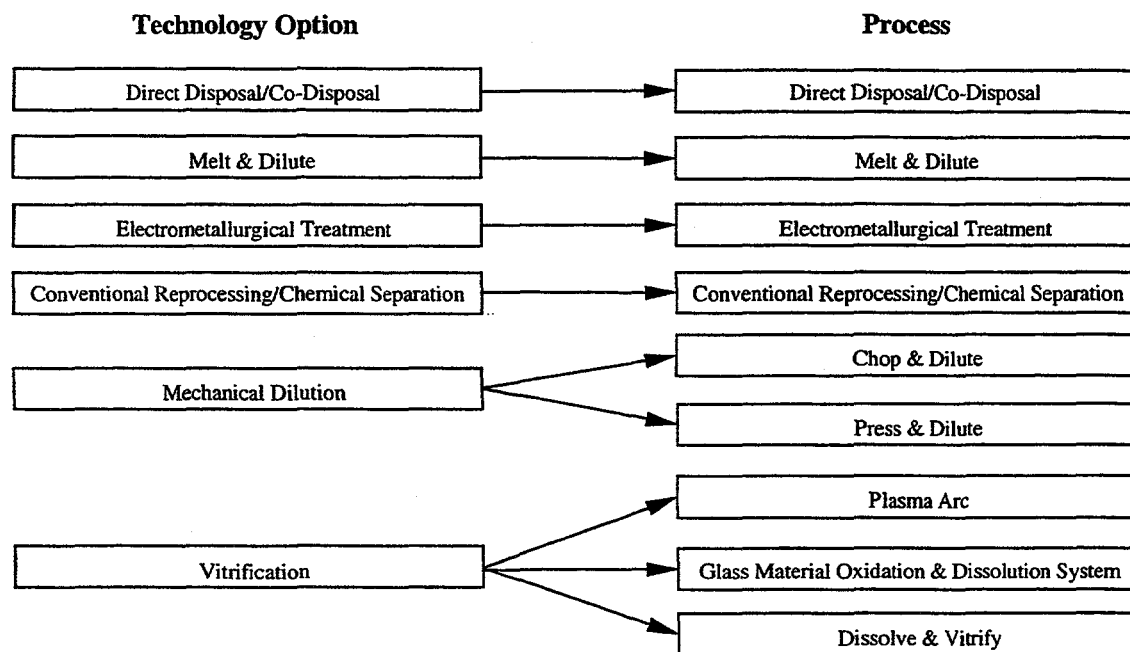 Technology Option
Process
Direct Disposal/Co-Disposal
Direct Disposal/Co-Disposal
Melt & Dilute
Melt & Dilute
Electrometallurgical Treatment
Electrometallurgical Treatment
Conventional Reprocessing/Chemical Separation
Conventional Reprocessing/Chemical Separation
Mechanical Dilution
Chop & Dilute
Press & Dilute
Vitrification
Plasma Arc
Glass Material Oxidation & Dissolution System
Dissolve & Vitrify